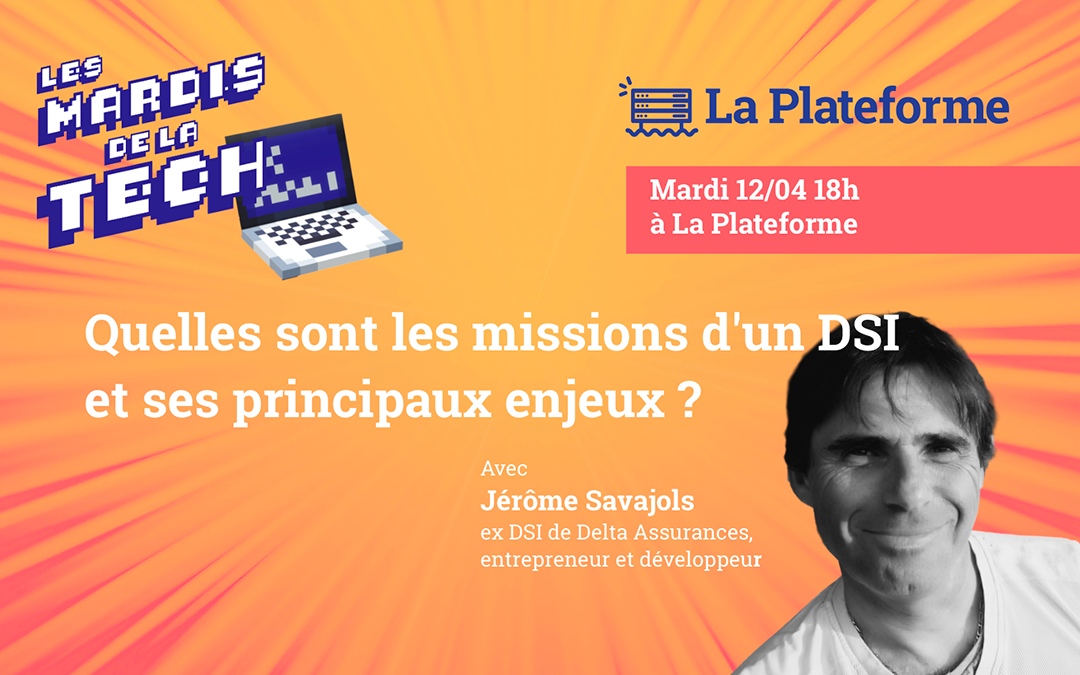 LES
MARDIS
DE LA
TECH
La Plateforme
Mardi 12/04 18h
à La Plateforme
Quelles sont les missions d'un DSI
et ses principaux enjeux ?
Avec
Jérôme Savajols
ex DSI de Delta Assurances,
entrepreneur et développeur